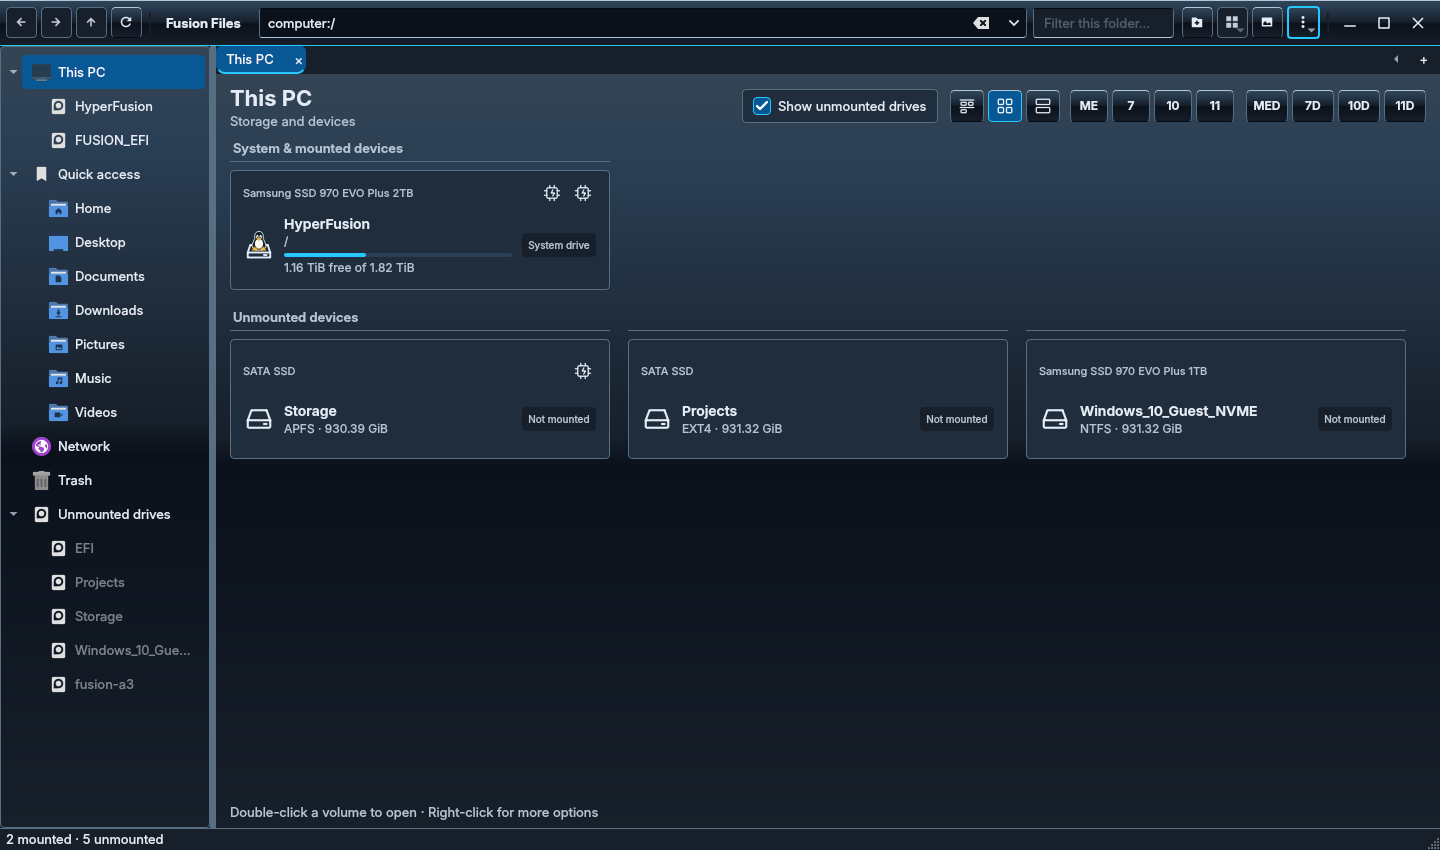 Fusion Files
computer:/
Filter this folder...
This PC
HyperFusion
FUSION_EFI
Quick access
Home
Desktop
Documents
Downloads
Pictures
Music
Videos
Network
Trash
Unmounted drives
EFI
Projects
Storage
Windows_10_Gue...
fusion-a3
This PC
This PC
Storage and devices
Show unmounted drives
ME 7 10 11 MED 7D 10D 11D
System & mounted devices
Samsung SSD 970 EVO Plus 2TB
HyperFusion
/
System drive
1.16 TiB free of 1.82 TiB
Unmounted devices
SATA SSD
Storage
APFS · 930.39 GiB
Not mounted
SATA SSD
Projects
EXT4 · 931.32 GiB
Not mounted
Samsung SSD 970 EVO Plus 1TB
Windows_10_Guest_NVME
NTFS · 931.32 GiB
Not mounted
Double-click a volume to open · Right-click for more options
2 mounted · 5 unmounted